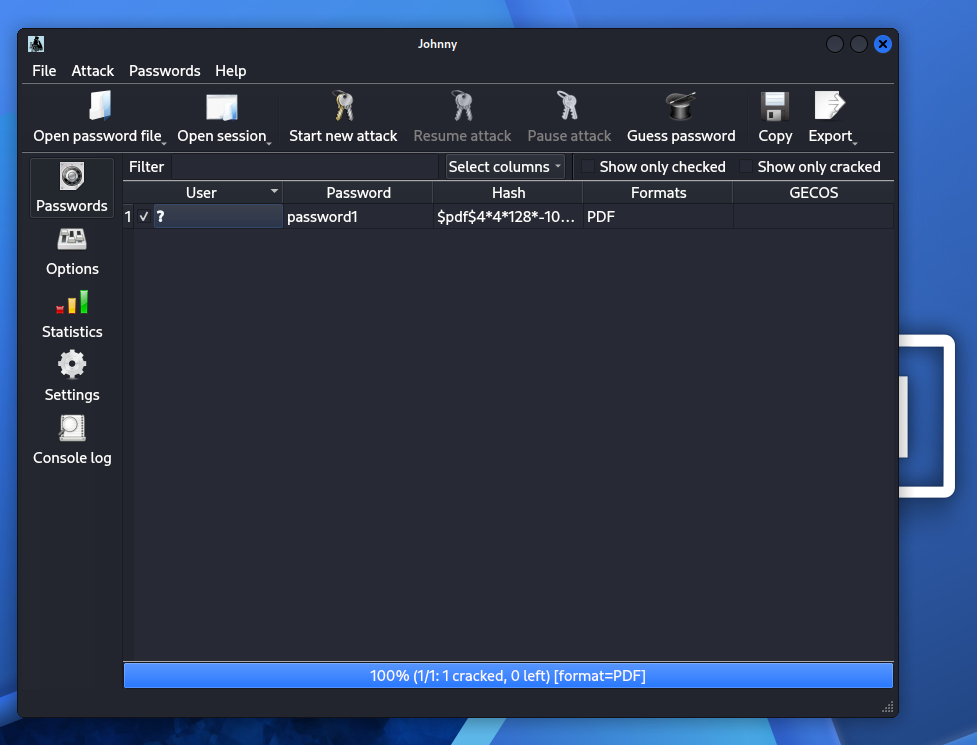 Johnny
File Attack Passwords Help
Open password file Open session Start new attack Resume attack Pause attack Guess password Copy Export
Filter Select columns Show only checked Show only cracked
Passwords
User Password Hash Formats GECOS
1 ? password1 $pdf$4*4*128*-10... PDF
Options
Statistics
Settings
Console log
100% (1/1: 1 cracked, 0 left) [format=PDF]